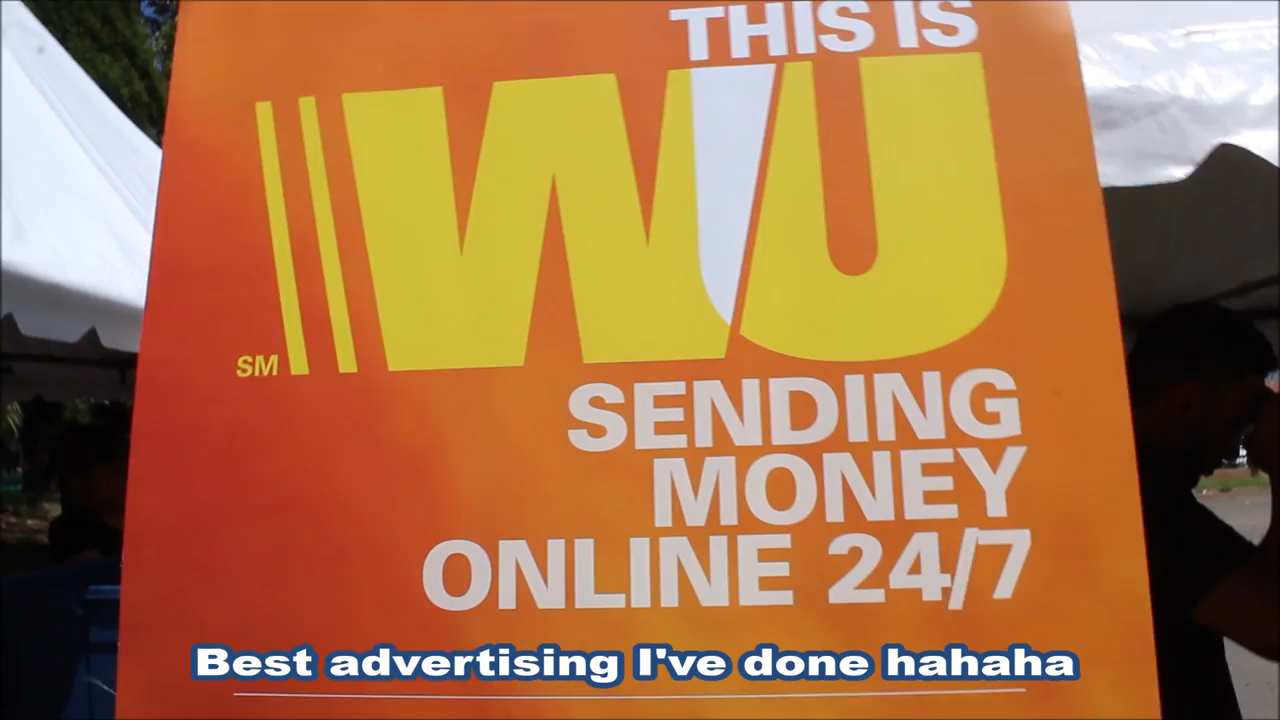 THIS IS
WU
SM
SENDING
MONEY
ONLINE 24/7
Best advertising I've done hahaha